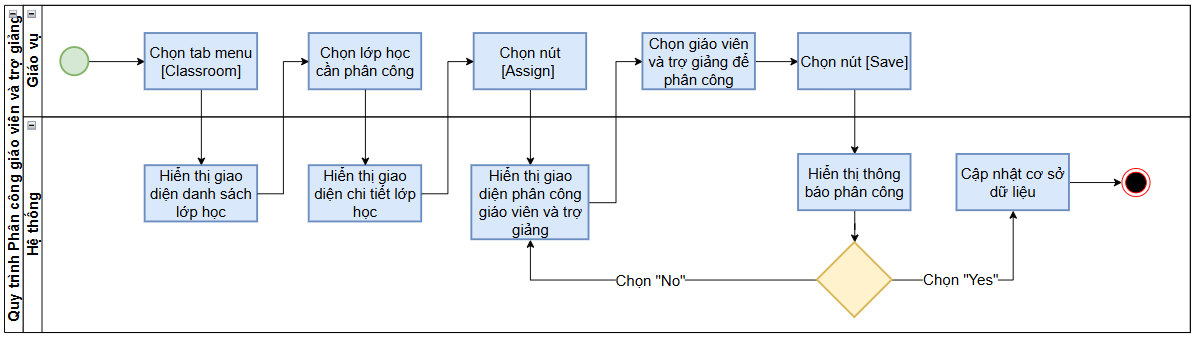 Quy trình Phân công giáo viên và trợ giảng
Giáo vụ
Chọn tab menu
[Classroom]
Chọn lớp học
cần phân công
Chọn nút
[Assign]
Chọn giáo viên
và trợ giảng để
phân công
Chọn nút [Save]
Hệ thống
Hiển thị giao
diện danh sách
lớp học
Hiển thị giao
diện chi tiết lớp
học
Hiển thị giao
diện phân công
giáo viên và trợ
giảng
Hiển thị thông
báo phân công
Cập nhật cơ sở
dữ liệu
Chọn "No"
Chọn "Yes"